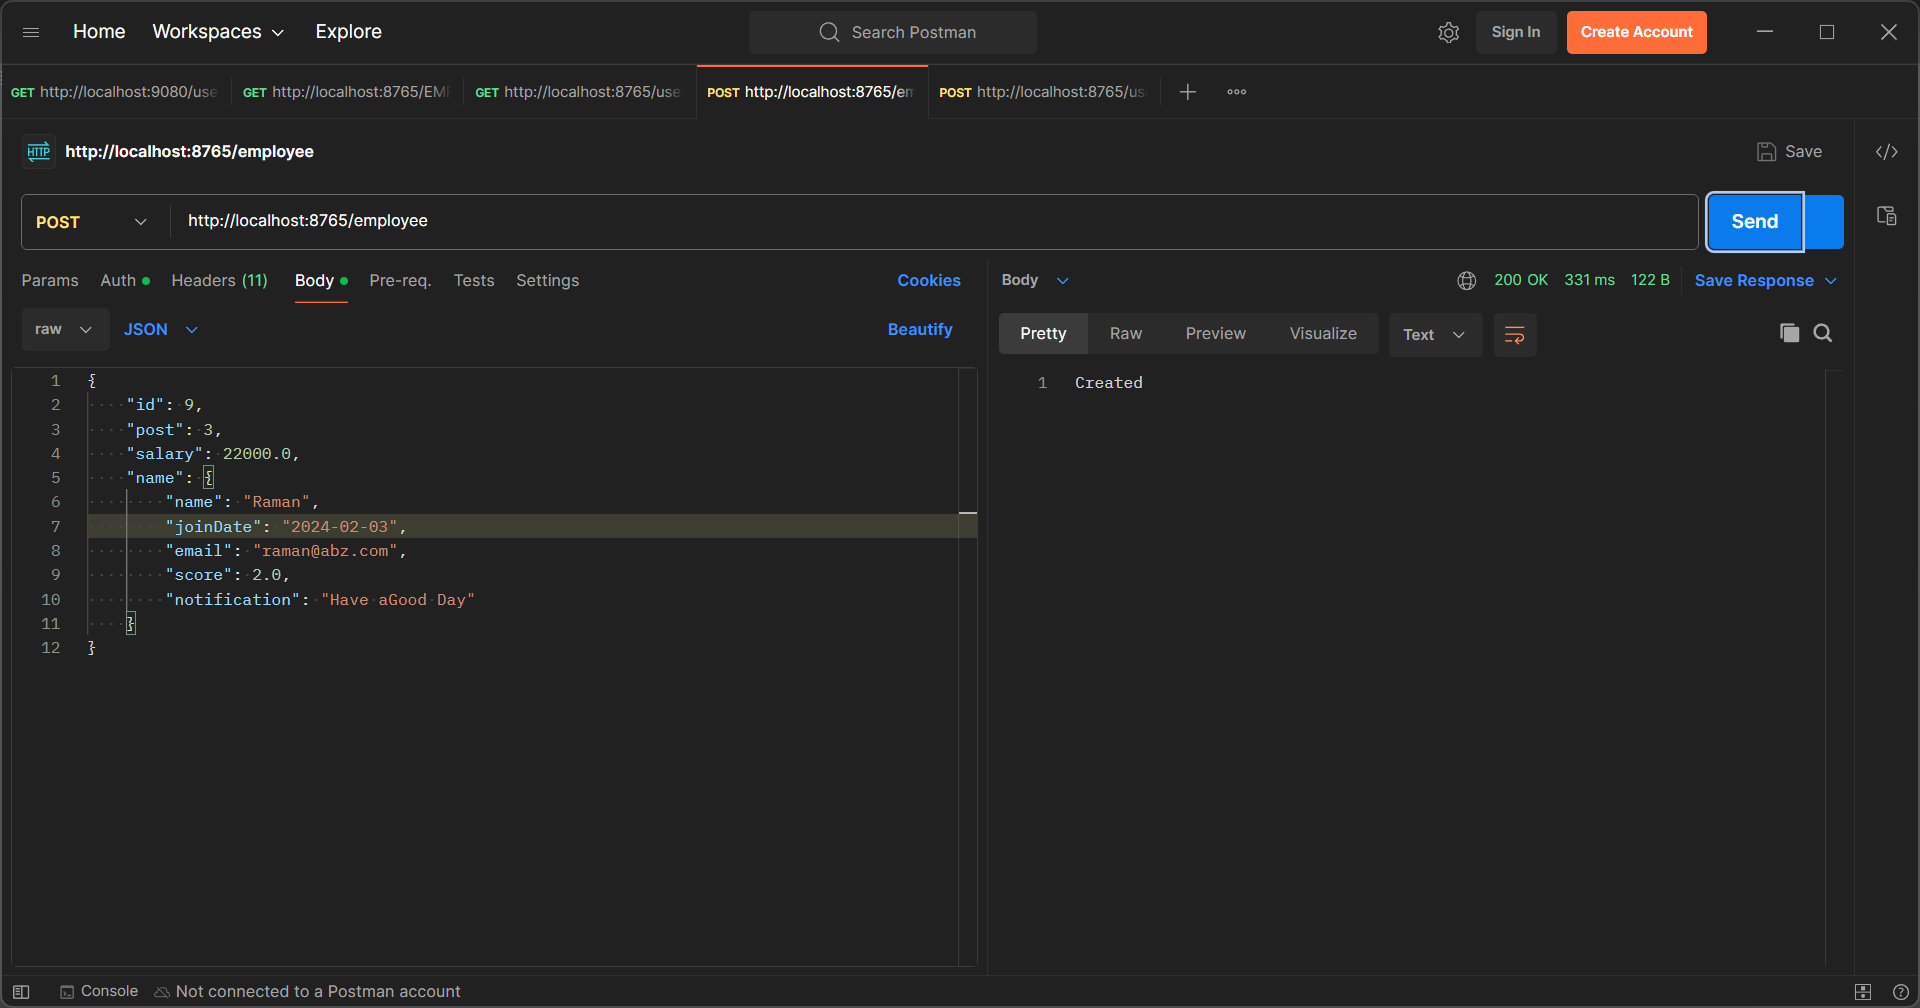 Home Workspaces Explore Search Postman Sign In Create Account
GET http://localhost:9080/use GET http://localhost:8765/EM GET http://localhost:8765/use POST http://localhost:8765/em POST http://localhost:8765/us
HTTP http://localhost:8765/employee Save </>
POST http://localhost:8765/employee Send
Params Auth Headers (11) Body Pre-req. Tests Settings Cookies
Body 200 OK 331 ms 122 B Save Response
raw JSON Beautify
Pretty Raw Preview Visualize Text
1 {
2 "id": 9,
3 "post": 3,
4 "salary": 22000.0,
5 "name": {
6 "name": "Raman",
7 "joinDate": "2024-02-03",
8 "email": "raman@abz.com",
9 "score": 2.0,
10 "notification": "Have aGood Day"
11 }
12 }
1 Created
Console Not connected to a Postman account